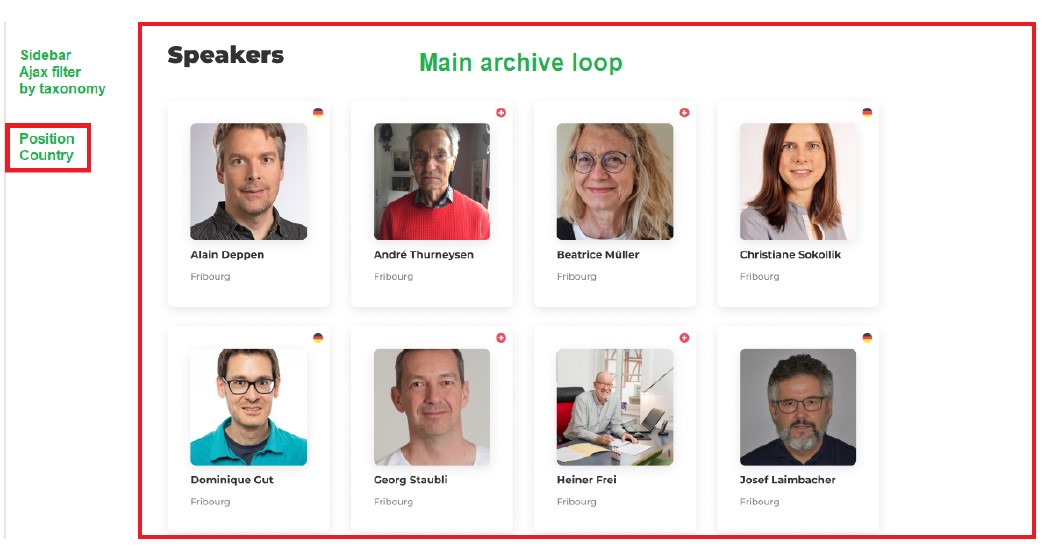 Sidebar
Ajax filter
by taxonomy
Position
Country
Speakers
Main archive loop
Alain Deppen
Fribourg
André Thurneysen
Fribourg
Beatrice Müller
Fribourg
Christiane Sokollik
Fribourg
Dominique Gut
Fribourg
Georg Staubli
Fribourg
Heiner Frei
Fribourg
Josef Laimbacher
Fribourg